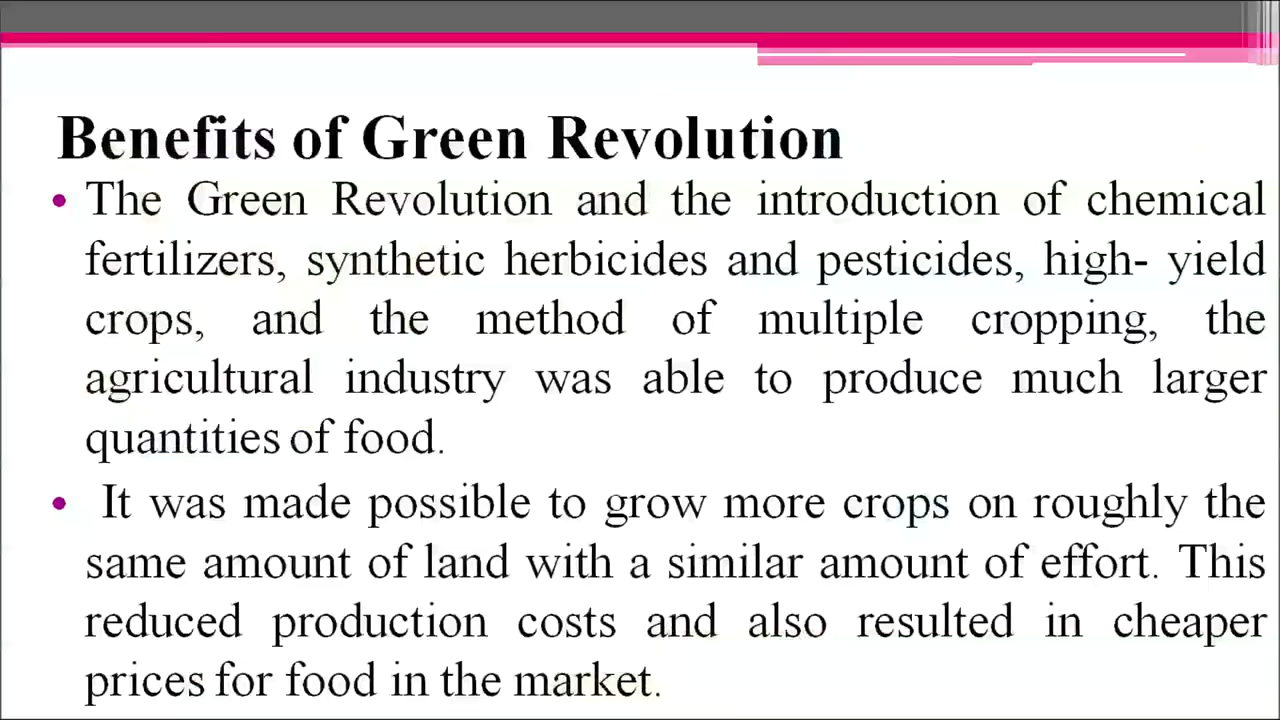 Benefits of Green Revolution
• The Green Revolution and the introduction of chemical
fertilizers, synthetic herbicides and pesticides, high- yield
crops, and the method of multiple cropping, the
agricultural industry was able to produce much larger
quantities of food.
• It was made possible to grow more crops on roughly the
same amount of land with a similar amount of effort. This
reduced production costs and also resulted in cheaper
prices for food in the market.